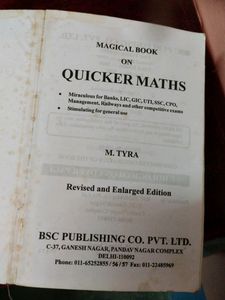 MAGICAL BOOK
ON
QUICKER MATHS
• Miraculous for Banks, LIC, GIC, UTI, SSC, CPO,
Management, Railways and other competitive exams
• Stimulating for general use
M. TYRA
Revised and Enlarged Edition
BSC PUBLISHING CO. PVT. LTD.
C-37, GANESH NAGAR, PANDAV NAGAR COMPLEX
DELHI-110092
Phone: 011-65252855 / 56 / 57 Fax: 011-22485969